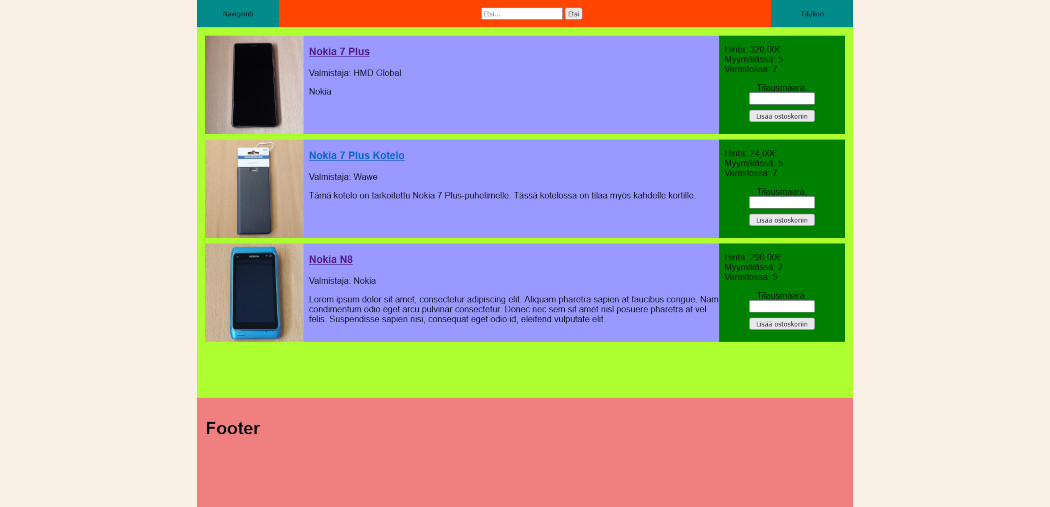 Navigointi
Etsi...
Etsi
Tili/kori
Nokia 7 Plus
Valmistaja: HMD Global
Nokia
Hinta: 320,00€
Myymälässä: 5
Varastossa: 7
Tilausmäärä:
Lisää ostoskoriin
Nokia 7 Plus Kotelo
Valmistaja: Wawe
Tämä kotelo on tarkoitettu Nokia 7 Plus-puhelimelle. Tässä kotelossa on tilaa myös kahdelle kortille.
Hinta: 24,00€
Myymälässä: 5
Varastossa: 7
Tilausmäärä:
Lisää ostoskoriin
Nokia N8
Valmistaja: Nokia
Lorem ipsum dolor sit amet, consectetur adipiscing elit. Aliquam pharetra sapien at faucibus congue. Nam
condimentum odio eget arcu pulvinar consectetur. Donec nec sem sit amet nisl posuere pharetra at vel
felis. Suspendisse sapien nisi, consequat eget odio id, eleifend vulputate elit.
Hinta: 290,00€
Myymälässä: 2
Varastossa: 5
Tilausmäärä:
Lisää ostoskoriin
Footer